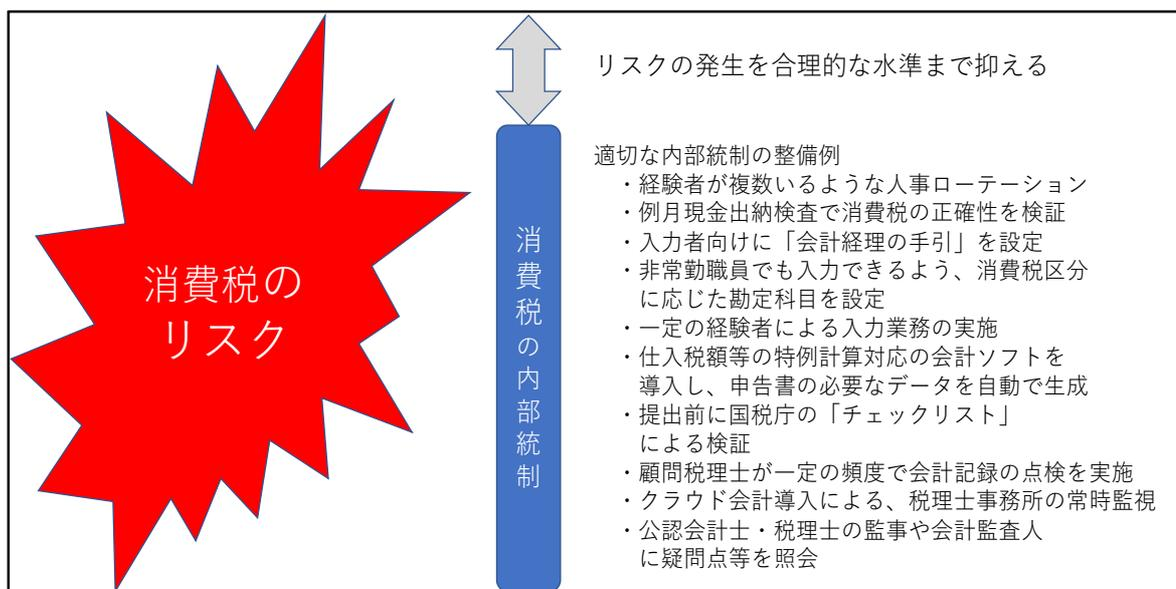 消費税の
リスク
消費税の内部統制
リスクの発生を合理的な水準まで抑える
適切な内部統制の整備例
・経験者が複数いるような人事ローテーション
・例月現金出納検査で消費税の正確性を検証
・入力者向けに「会計経理の手引」を設定
・非常勤職員でも入力できるよう、消費税区分
に応じた勘定科目を設定
・一定の経験者による入力業務の実施
・仕入税額等の特例計算対応の会計ソフトを
導入し、申告書の必要なデータを自動で生成
・提出前に国税庁の「チェックリスト」
による検証
・顧問税理士が一定の頻度で会計記録の点検を実施
・クラウド会計導入による、税理士事務所の常時監視
・公認会計士・税理士の監事や会計監査人
に疑問点等を照会